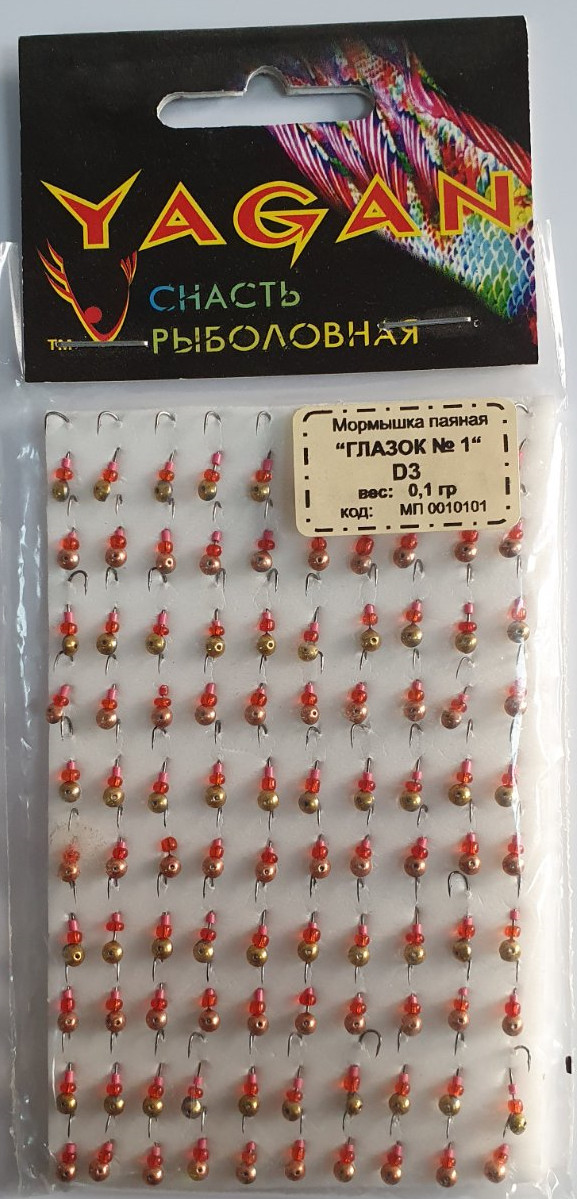 YAGAN
СНАСТЬ
РЫБОЛОВНАЯ
TM
Мормышка паяная
“ГЛАЗОК № 1“
D3
вес: 0,1 гр
код: МП 0010101